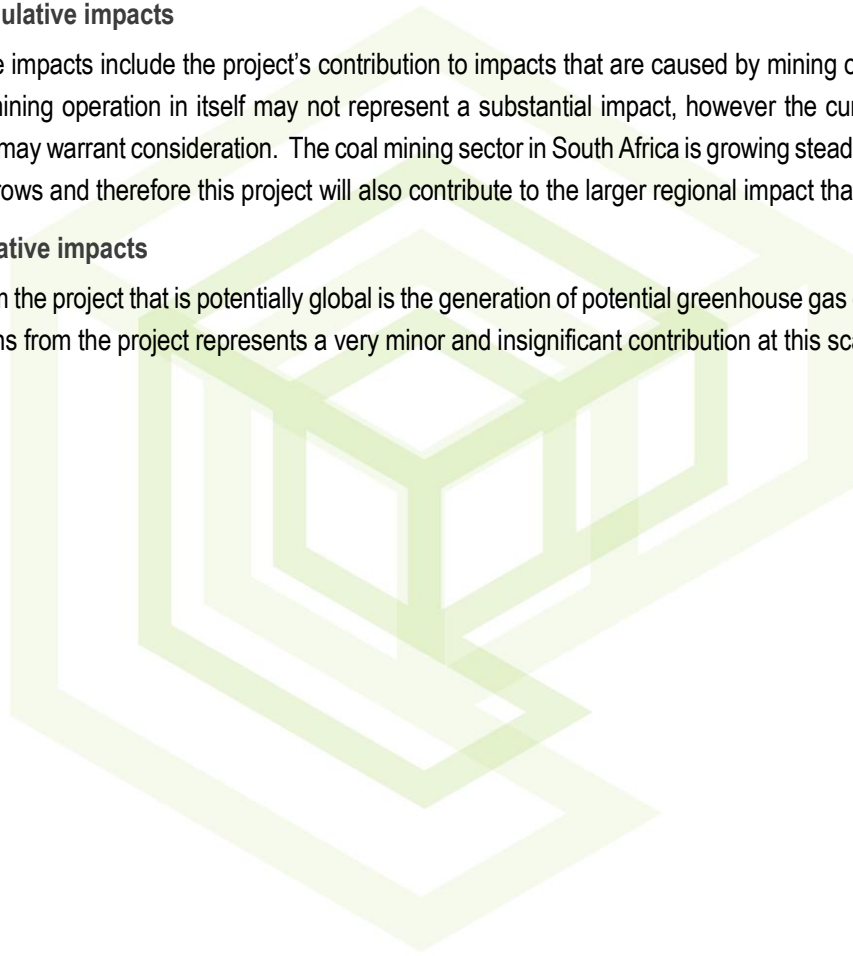 ulative impacts
e impacts include the project’s contribution to impacts that are caused by mining o
ining operation in itself may not represent a substantial impact, however the cu
may warrant consideration. The coal mining sector in South Africa is growing stead
ows and therefore this project will also contribute to the larger regional impact tha
ative impacts
the project that is potentially global is the generation of potential greenhouse gas
ns from the project represents a very minor and insignificant contribution at this sca